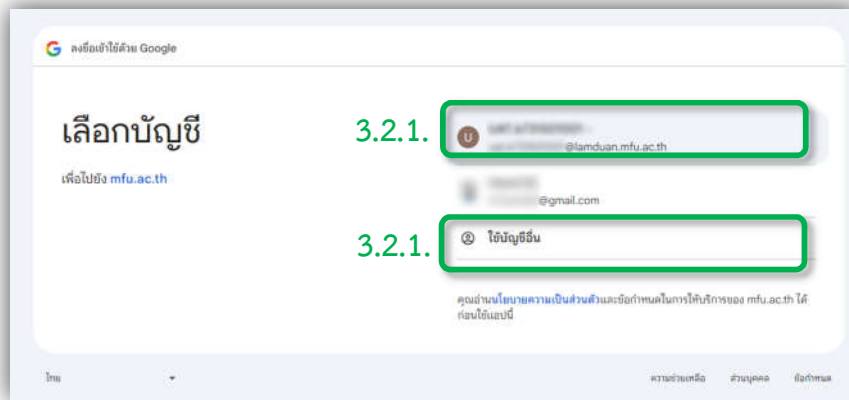 ลงชื่อเข้าใช้ด้วย Google
เลือกบัญชี
เพื่อไปยัง mfu.ac.th
3.2.1.
U
@lamduan.mfu.ac.th
@gmail.com
3.2.1.
ใช้บัญชีอื่น
คุณอ่านนโยบายความเป็นส่วนตัวและข้อกำหนดในการให้บริการของ mfu.ac.th ได้
ก่อนใช้แอปนี้
ไทย
ความช่วยเหลือ ส่วนบุคคล ข้อกำหนด